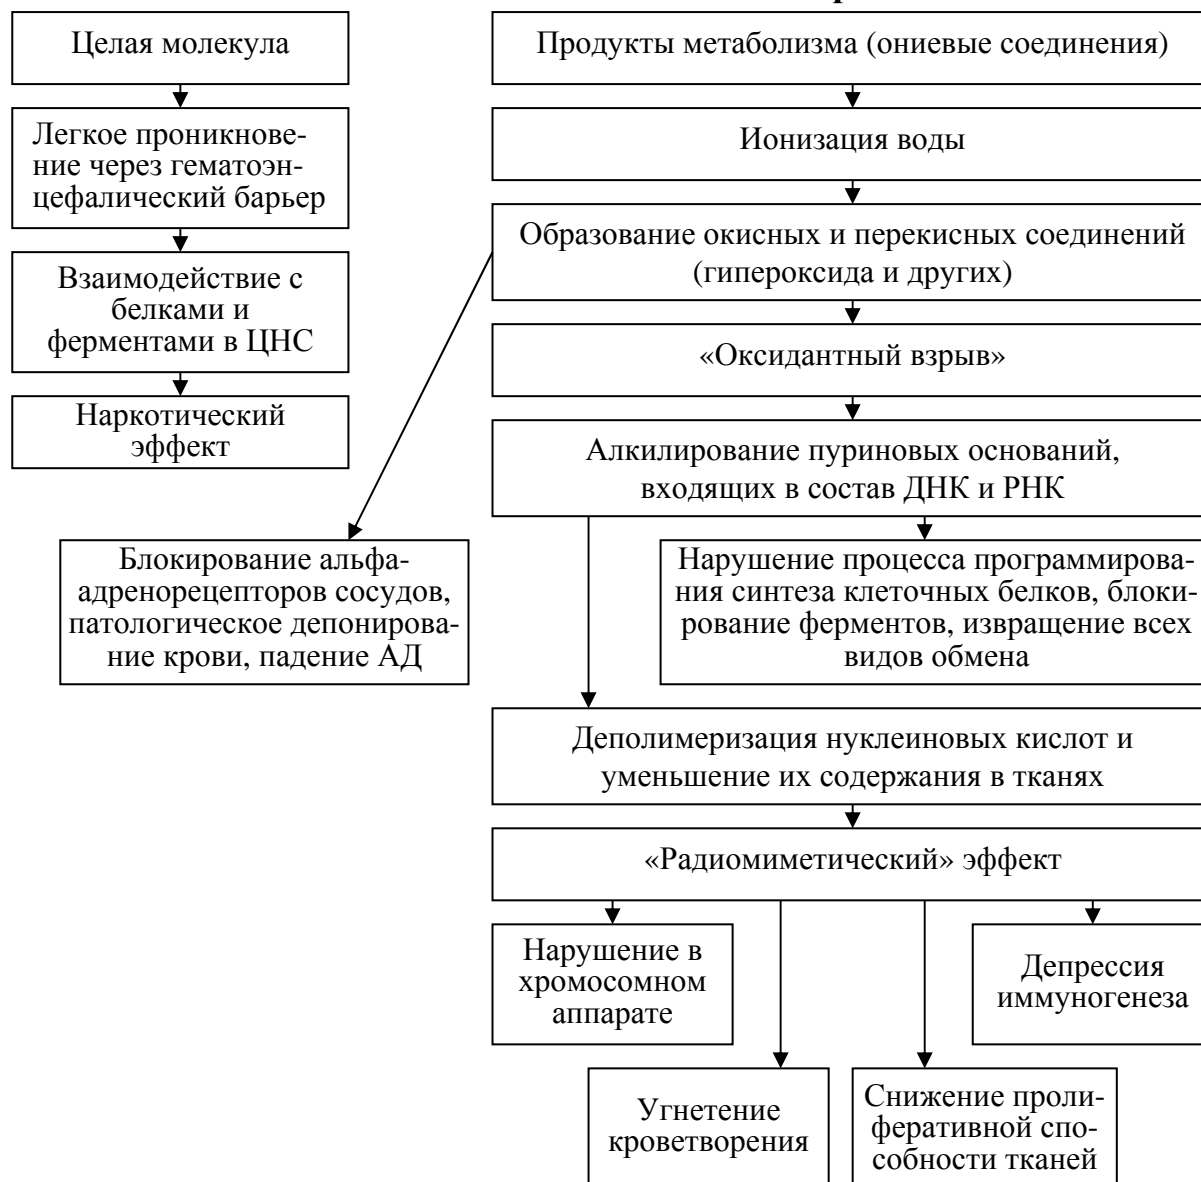 Целая молекула
Легкое проникнове-
ние через гематоэн-
цефалический барьер
Взаимодействие с
белками и
ферментами в ЦНС
Наркотический
эффект
Продукты метаболизма (ониевые соединения)
Ионизация воды
Образование окисных и перекисных соединений
(гипероксида и других)
«Оксидантный взрыв»
Алкилирование пуриновых оснований,
входящих в состав ДНК и РНК
Блокирование альфа-
адренорецепторов сосудов,
патологическое депонирова-
ние крови, падение АД
Нарушение процесса программирова-
ния синтеза клеточных белков, блоки-
рование ферментов, извращение всех
видов обмена
Деполимеризация нуклеиновых кислот и
уменьшение их содержания в тканях
«Радиомиметический» эффект
Нарушение в
хромосомном
аппарате
Депрессия
иммуногенеза
Угнетение
кроветворения
Снижение проли-
феративной спо-
собности тканей